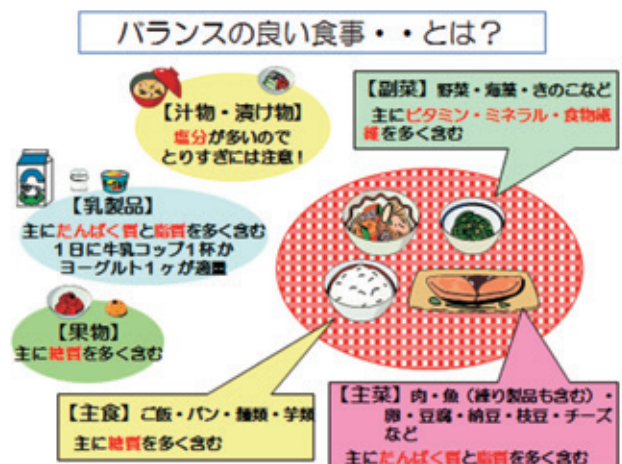 バランスの良い食事・・とは？
【汁物・漬け物】
塩分が多いので
とりすぎには注意！
【副菜】野菜・海藻・きのこなど
主にビタミン・ミネラル・食物繊
維を多く含む
【乳製品】
主にたんぱく質と脂質を多く含む
１日に牛乳コップ１杯か
ヨーグルト１ヶが適量
【果物】
主に糖質を多く含む
【主食】ご飯・パン・麺類・芋類
主に糖質を多く含む
【主菜】肉・魚（練り製品も含む）・
卵・豆腐・納豆・枝豆・チーズ
など
主にたんぱく質と脂質を多く含む